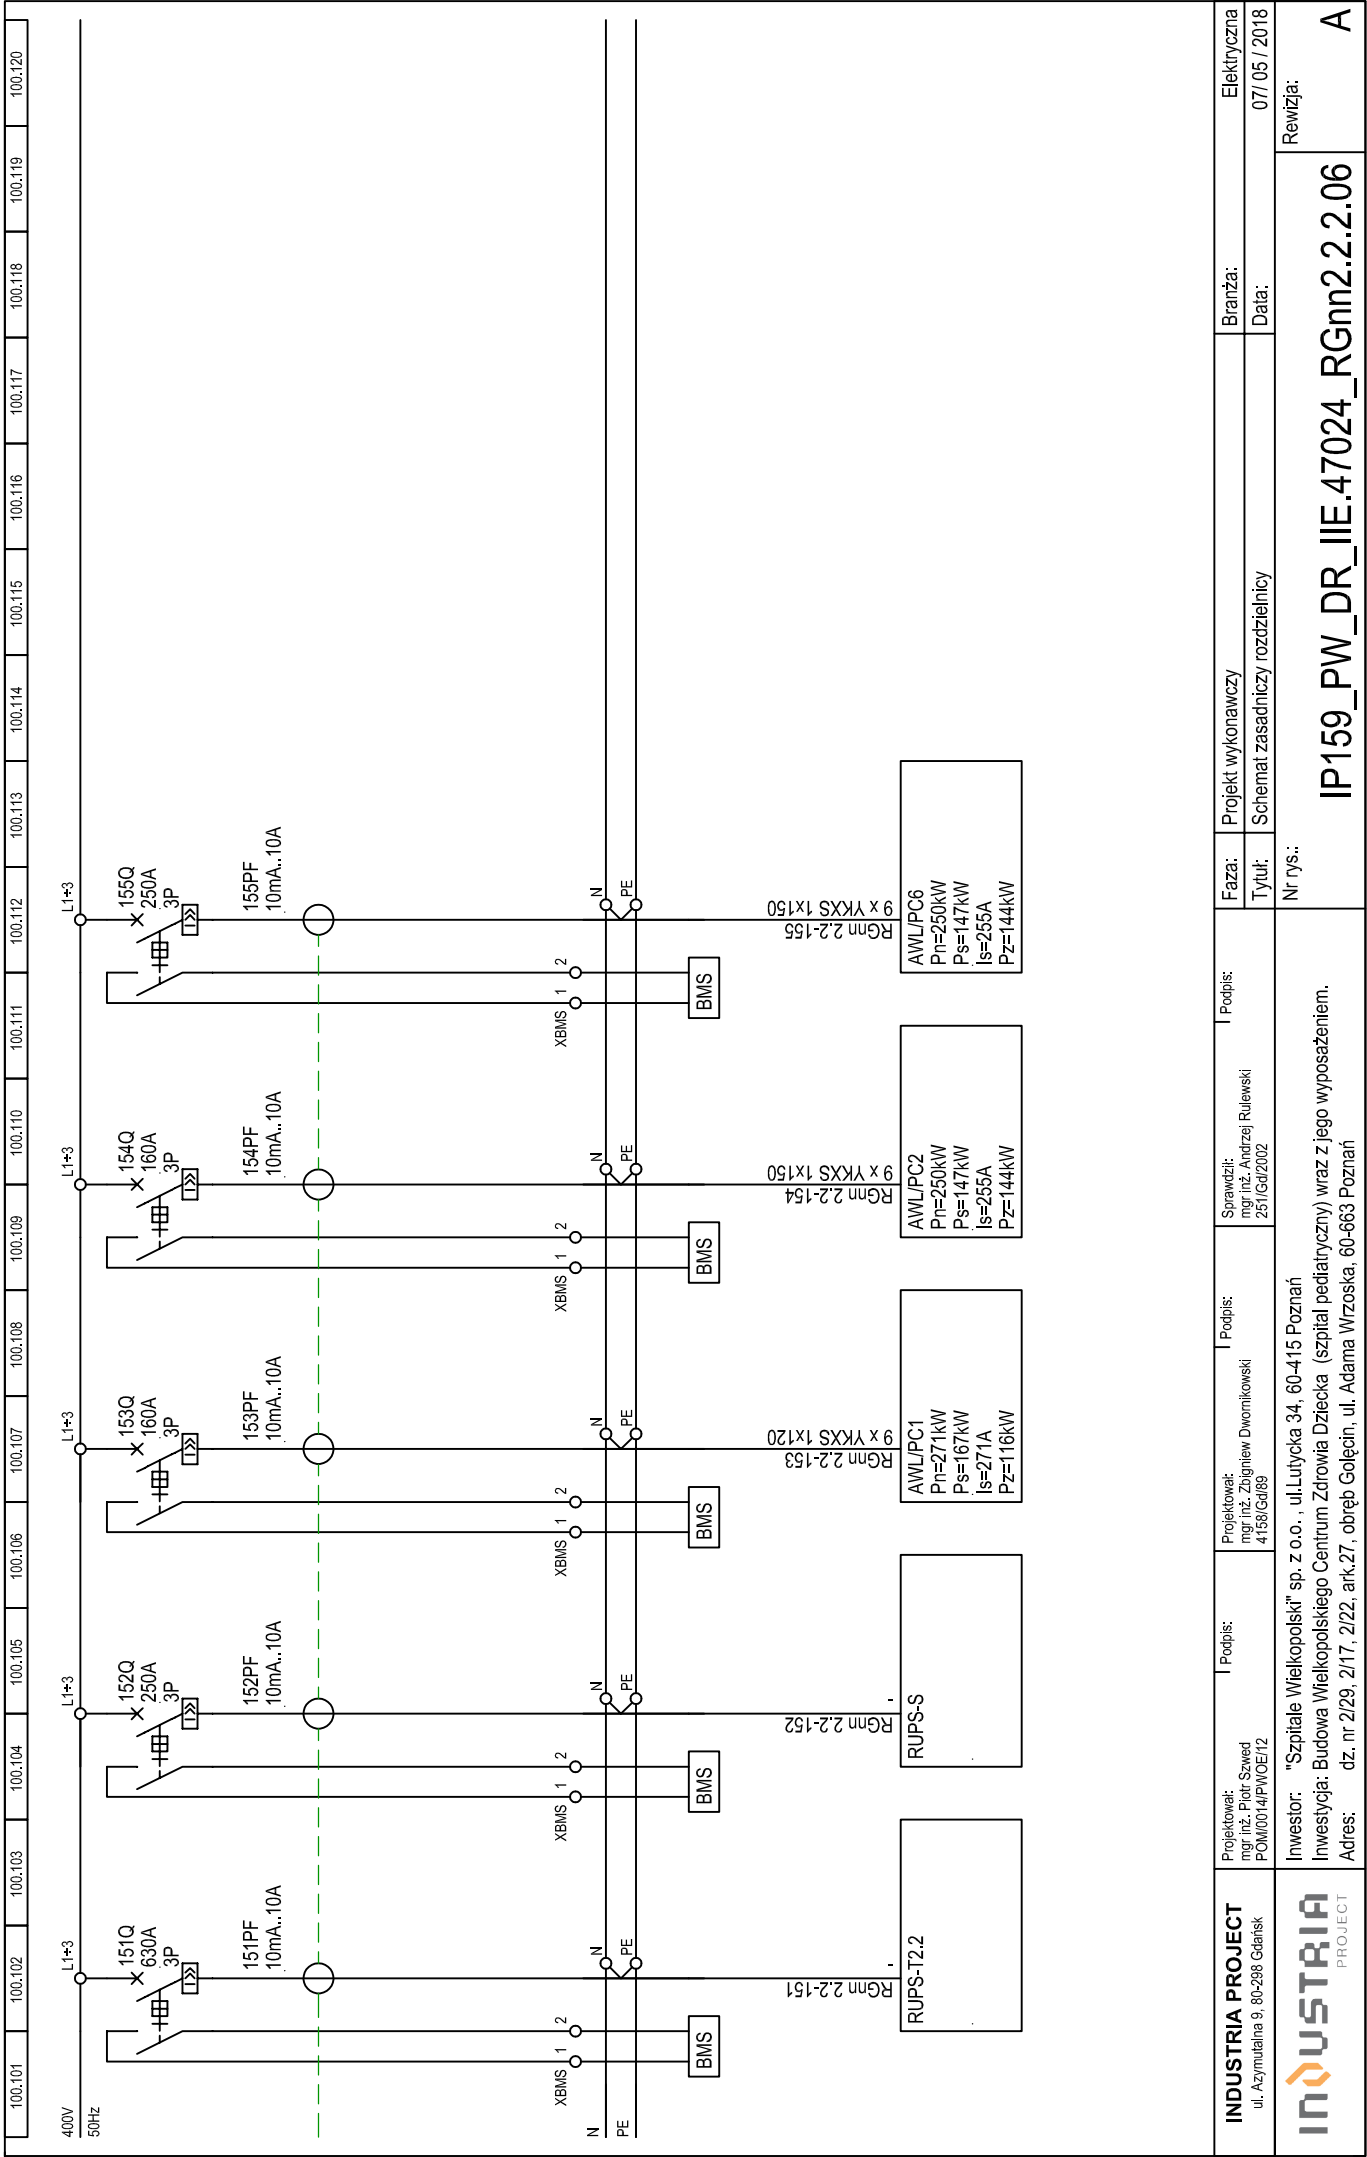 100.101 100.102 100.103 100.104 100.105 100.106 100.107 100.108 100.109 100.110 100.111 100.112 100.113 100.114 100.115 100.116 100.117 100.118 100.119 100.120
400V
50Hz
L1÷3 L1÷3 L1÷3 L1÷3 L1÷3
151Q
630A
3P
152Q
250A
3P
153Q
160A
3P
154Q
160A
3P
155Q
250A
3P
151PF
10mA..10A
152PF
10mA..10A
153PF
10mA..10A
154PF
10mA..10A
155PF
10mA..10A
XBMS 1 2 XBMS 1 2 XBMS 1 2 XBMS 1 2 XBMS 1 2
N N N N N N
PE PE PE PE PE PE
BMS BMS BMS BMS BMS
RGnn 2.2-151
-
RGnn 2.2-152
-
RGnn 2.2-153
9 x YKXS 1x120
RGnn 2.2-154
9 x YKXS 1x150
RGnn 2.2-155
9 x YKXS 1x150
RUPS-T2.2
RUPS-S
AWL/PC1
Pn=271kW
Ps=167kW
Is=271A
Pz=116kW
AWL/PC2
Pn=250kW
Ps=147kW
Is=255A
Pz=144kW
AWL/PC6
Pn=250kW
Ps=147kW
Is=255A
Pz=144kW
INDUSTRIA PROJECT
ul. Azymutalna 9, 80-298 Gdańsk
INDUSTRIA
PROJECT
Projektował:
mgr inż. Piotr Szwed
POM/0014/PWOE/12
Podpis:
Projektował:
mgr inż. Zbigniew Dwornikowski
4158/Gd/89
Podpis:
Sprawdził:
mgr inż. Andrzej Rulewski
251/Gd/2002
Podpis:
Inwestor: "Szpitale Wielkopolski" sp. z o.o. , ul.Lutycka 34, 60-415 Poznań
Inwestycja: Budowa Wielkopolskiego Centrum Zdrowia Dziecka (szpital pediatryczny) wraz z jego wyposażeniem.
Adres: dz. nr 2/29, 2/17, 2/22, ark.27, obręb Golęcin, ul. Adama Wrzoska, 60-663 Poznań
Faza: Projekt wykonawczy
Branża: Elektryczna
Tytuł: Schemat zasadniczy rozdzielnicy
Data: 07/ 05 / 2018
Nr rys.:
IP159_PW_DR_IIE.47024_RGnn2.2.2.06
Rewizja:
A